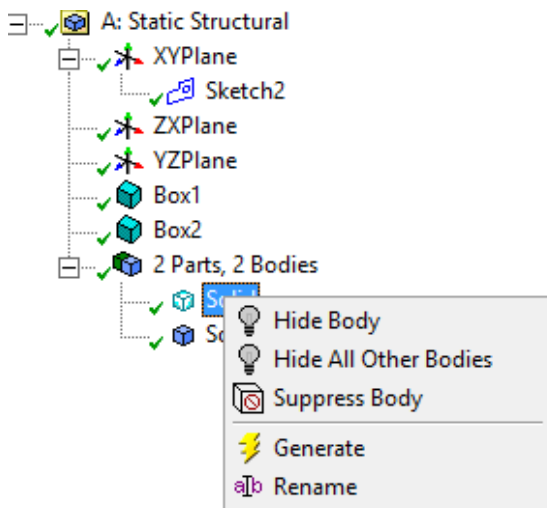 A: Static Structural
XYPlane
Sketch2
ZXPlane
YZPlane
Box1
Box2
2 Parts, 2 Bodies
Solid
Hide Body
Hide All Other Bodies
Suppress Body
Generate
Rename